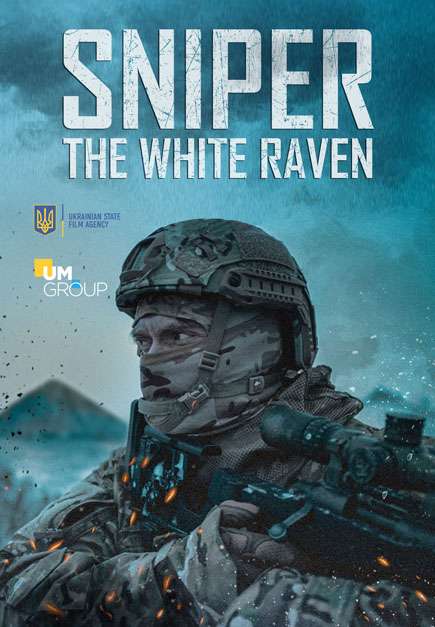 SNIPER
THE WHITE RAVEN
UKRAINIAN STATE
FILM AGENCY
UM
GROUP